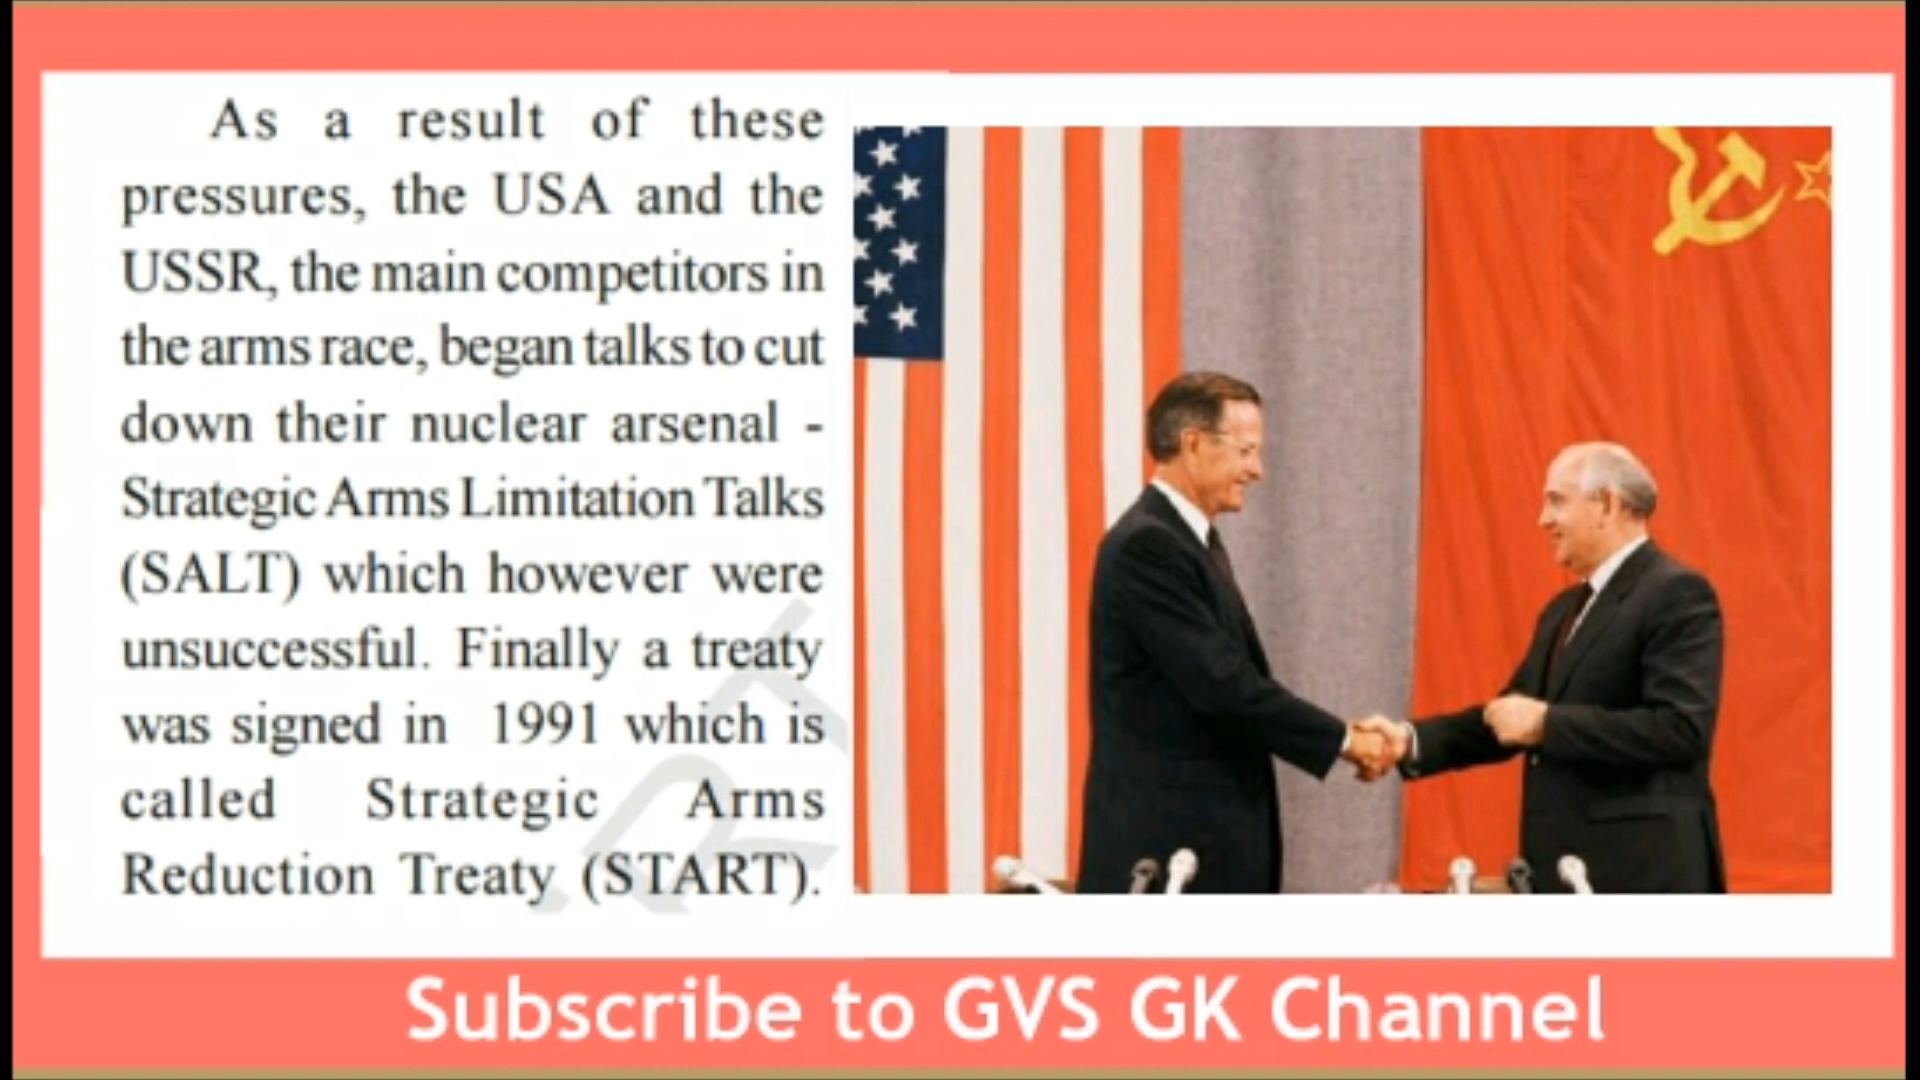 As a result of these
pressures, the USA and the
USSR, the main competitors in
the arms race, began talks to cut
down their nuclear arsenal -
Strategic Arms Limitation Talks
(SALT) which however were
unsuccessful. Finally a treaty
was signed in 1991 which is
called Strategic Arms
Reduction Treaty (START).
Subscribe to GVS GK Channel